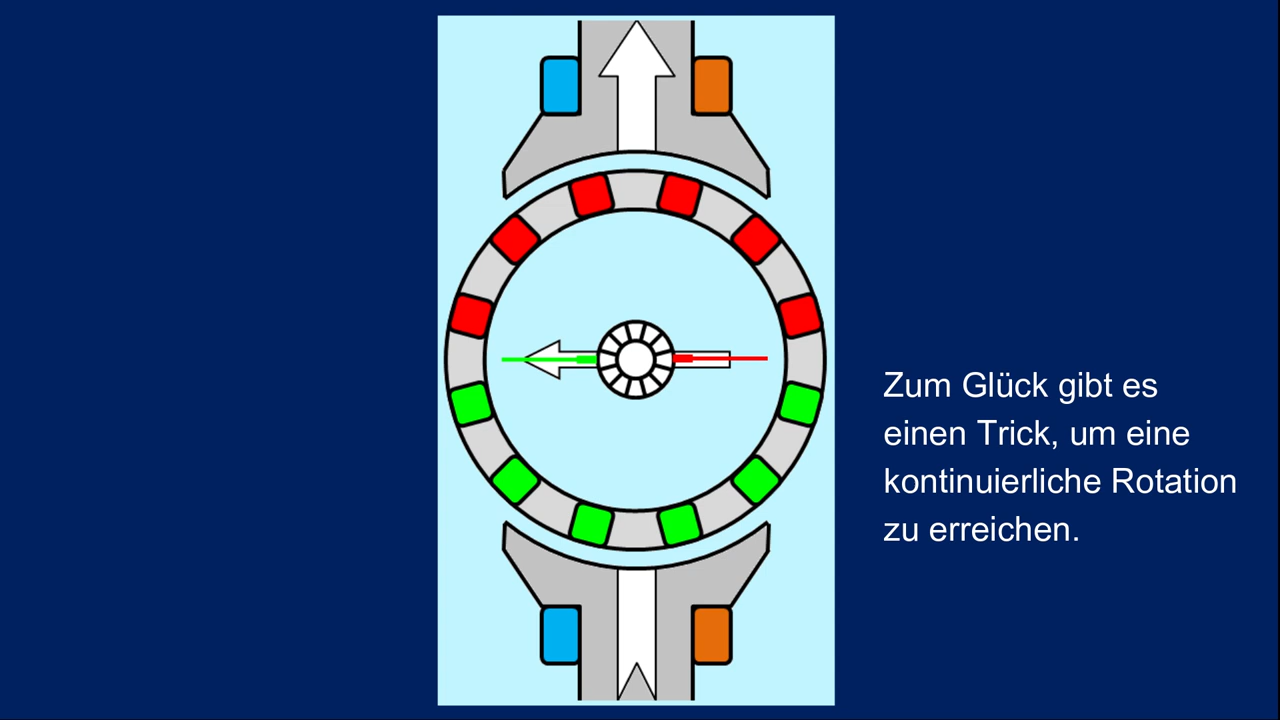 Zum Glück gibt es
einen Trick, um eine
kontinuierliche Rotation
zu erreichen.